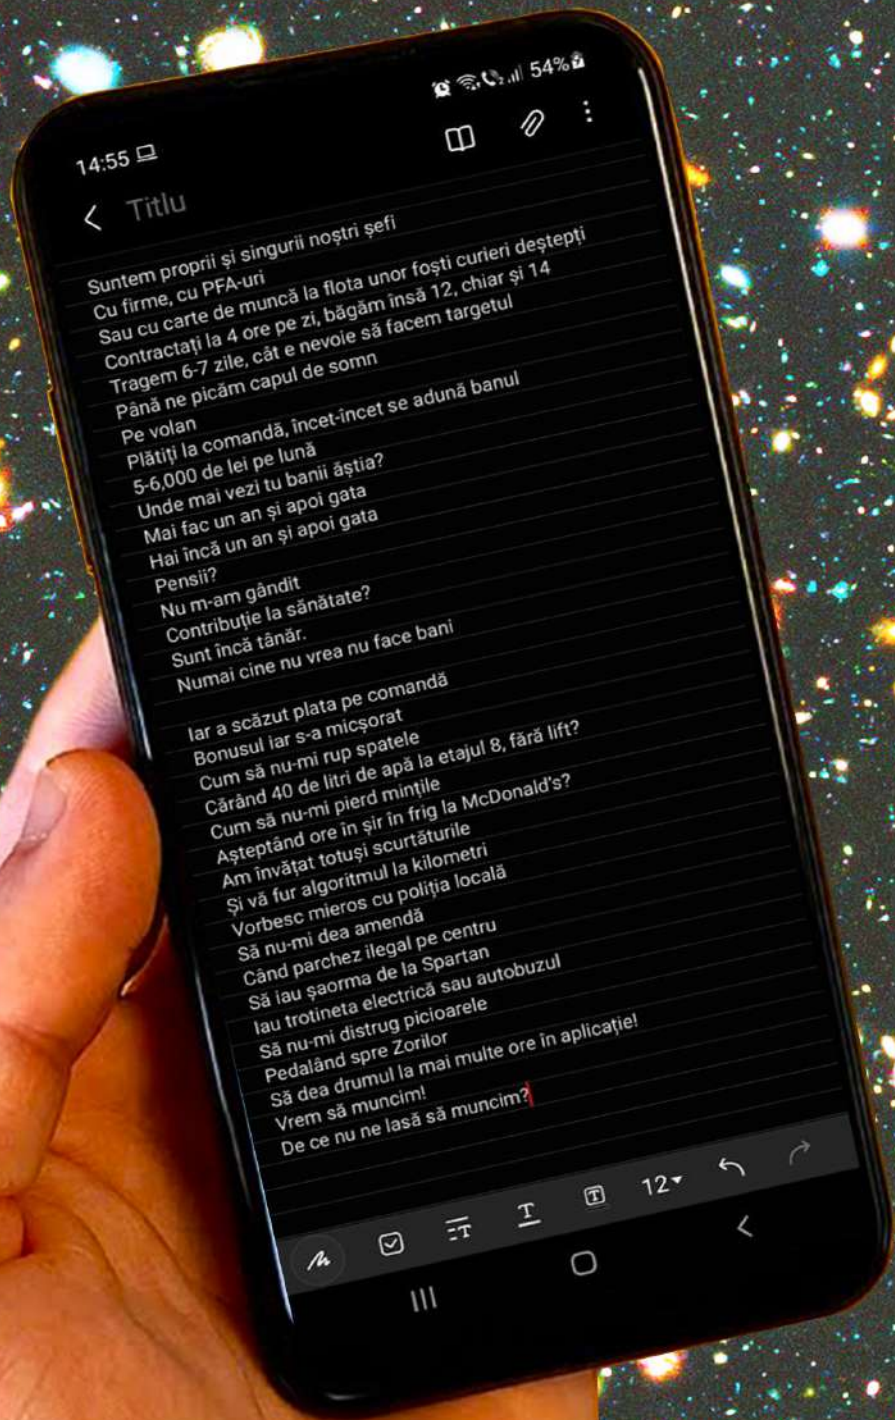 14:55
54%
Titlu
Suntem proprii și singurii noștri șefi
Cu firme, cu PFA-uri
Sau cu carte de muncă la flota unor foști curieri deștepți
Contractați la 4 ore pe zi, băgăm însă 12, chiar și 14
Tragem 6-7 zile, cât e nevoie să facem targetul
Până ne picăm capul de somn
Pe volan
Plătiți la comandă, încet-încet se adună banul
5-6,000 de lei pe lună
Unde mai vezi tu banii ăștia?
Mai fac un an și apoi gata
Hai încă un an și apoi gata
Pensii?
Nu m-am gândit
Contribuție la sănătate?
Sunt încă tânăr.
Numai cine nu vrea nu face bani
Iar a scăzut plata pe comandă
Bonusul iar s-a micșorat
Cum să nu-mi rup spatele
Cărând 40 de litri de apă la etajul 8, fără lift?
Cum să nu-mi pierd mințile
Așteptând ore în șir în frig la McDonald's?
Am învățat totuși scurtăturile
Și vă fur algoritmul la kilometri
Vorbesc mieros cu poliția locală
Să nu-mi dea amendă
Când parchez ilegal pe centru
Să iau șaorma de la Spartan
Iau trotineta electrică sau autobuzul
Să nu-mi distrug picioarele
Pedalând spre Zorilor
Să dea drumul la mai multe ore în aplicație!
Vrem să muncim!
De ce nu ne lasă să muncim?
12